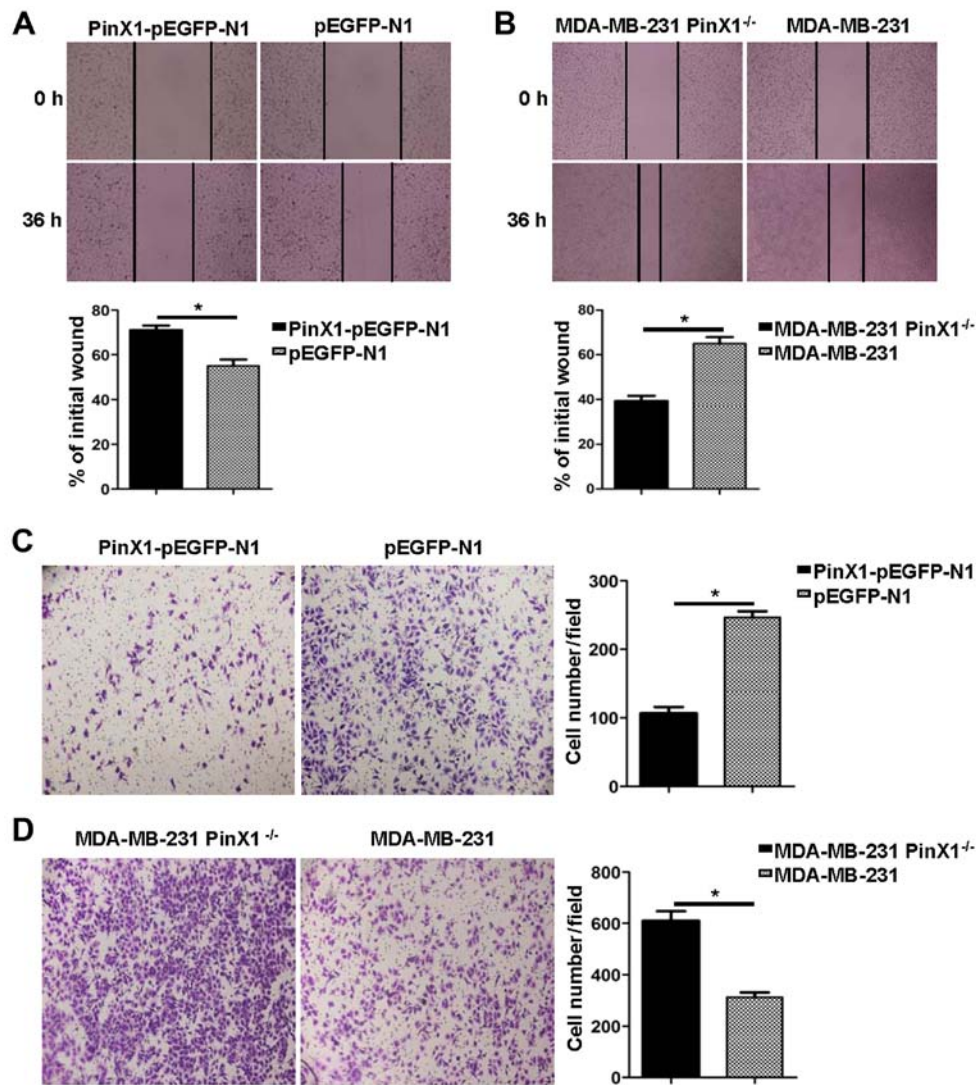 A
PinX1-pEGFP-N1
pEGFP-N1
0 h
36 h
80
60
40
20
0
% of initial wound
*
PinX1-pEGFP-N1
pEGFP-N1
B
MDA-MB-231 PinX1-/-
MDA-MB-231
0 h
36 h
80
60
40
20
0
% of initial wound
*
MDA-MB-231 PinX1-/-
MDA-MB-231
C
PinX1-pEGFP-N1
pEGFP-N1
300
200
100
0
Cell number/field
*
PinX1-pEGFP-N1
pEGFP-N1
D
MDA-MB-231 PinX1 -/-
MDA-MB-231
800
600
400
200
0
Cell number/field
*
MDA-MB-231 PinX1-/-
MDA-MB-231